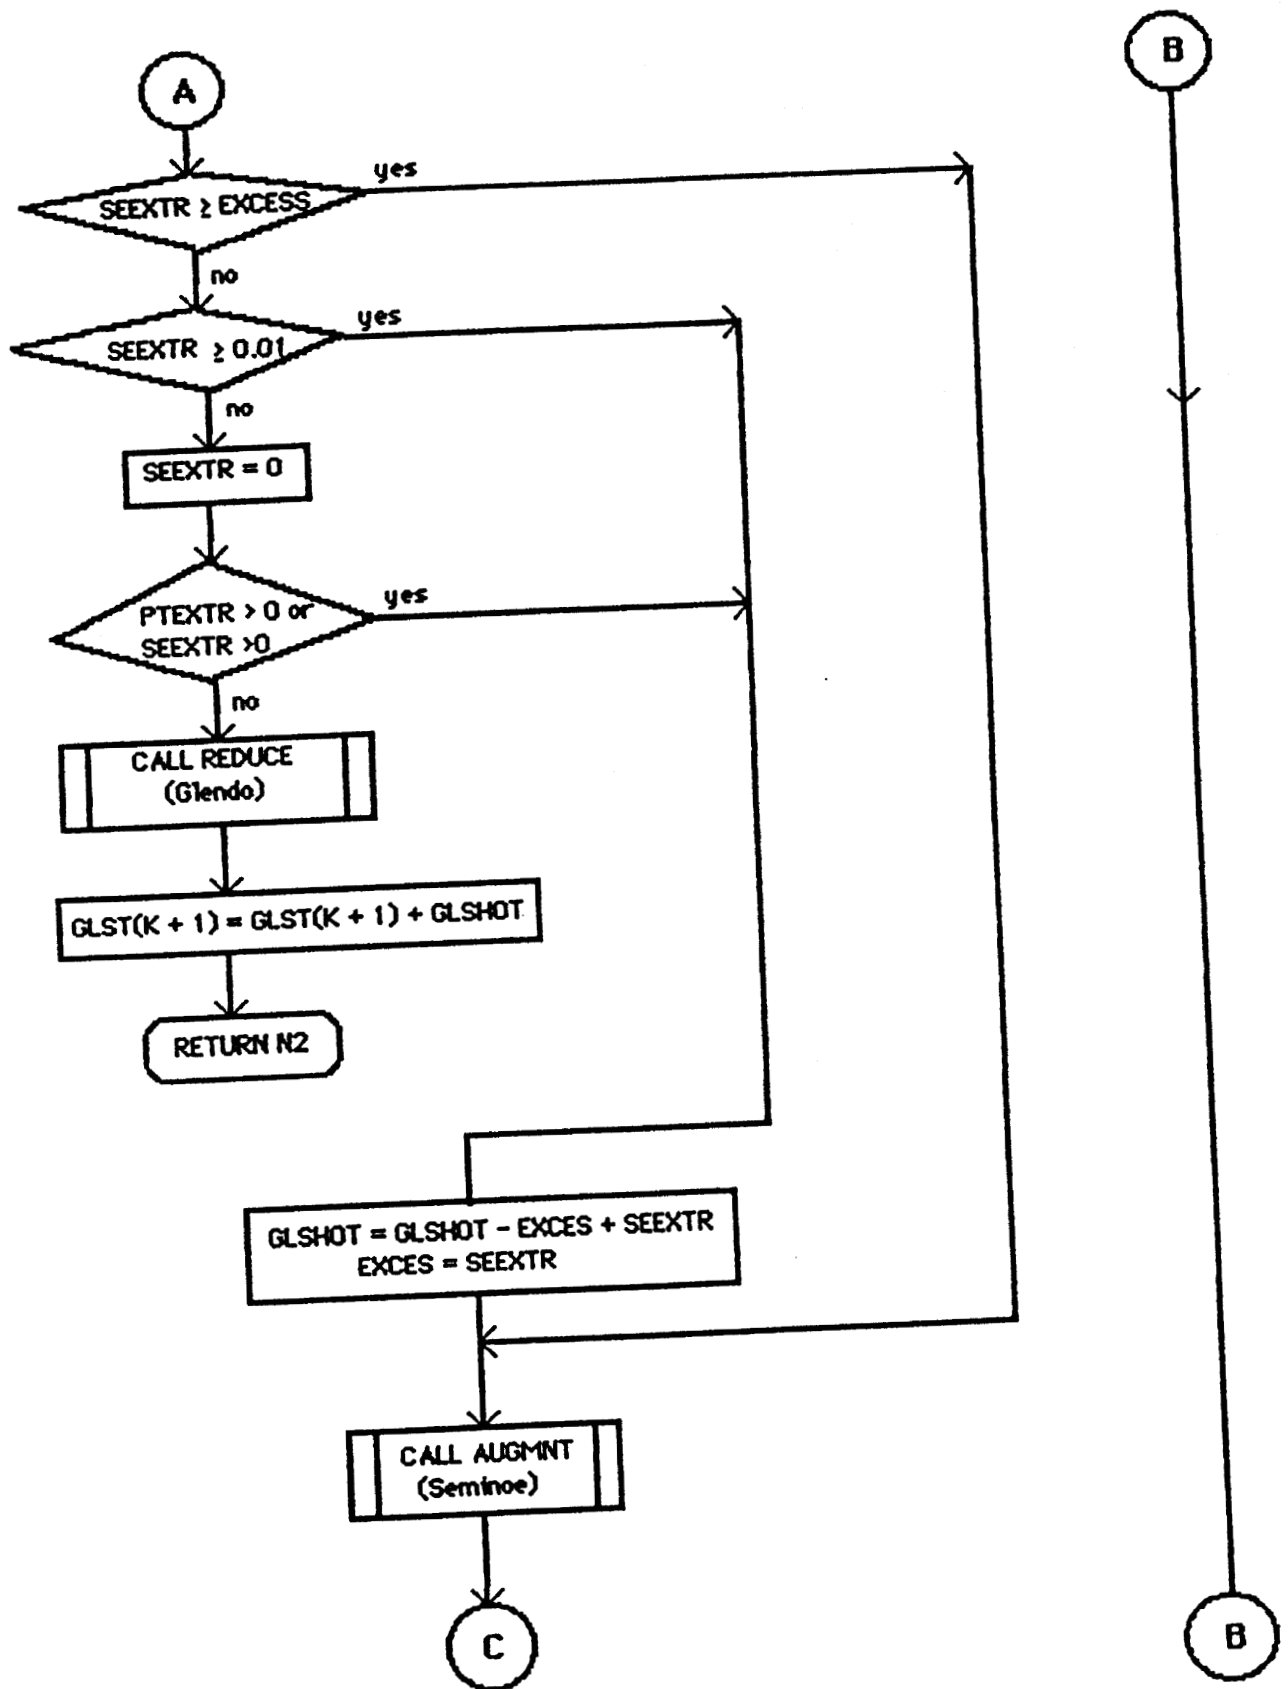 A
B
yes
SEEXTR ≥ EXCESS
no
yes
SEEXTR ≥ 0.01
no
SEEXTR = 0
yes
PTEXTR > 0 or
SEEXTR >0
no
CALL REDUCE
(Glendo)
GLST(K + 1) = GLST(K + 1) + GLSHOT
RETURN N2
GLSHOT = GLSHOT - EXCES + SEEXTR
EXCES = SEEXTR
CALL AUGMNT
(Seminoe)
C
B